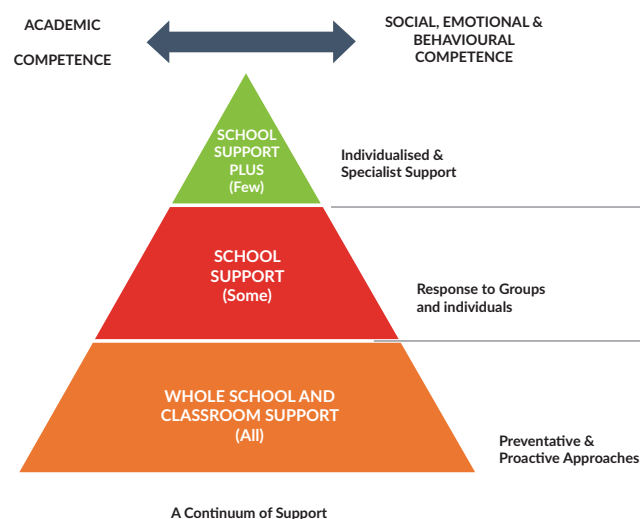 ACADEMIC
COMPETENCE
SOCIAL, EMOTIONAL &
BEHAVIOURAL
COMPETENCE
SCHOOL
SUPPORT
PLUS
(Few)
Individualised &
Specialist Support
SCHOOL
SUPPORT
(Some)
Response to Groups
and individuals
WHOLE SCHOOL AND
CLASSROOM SUPPORT
(All)
Preventative &
Proactive Approaches
A Continuum of Support